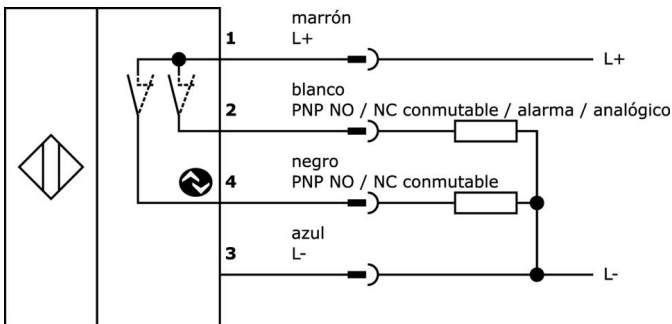 marrón
1 L+ L+
blanco
2 PNP NO / NC conmutable / alarma / analógico
negro
4 PNP NO / NC conmutable
azul
3 L- L-